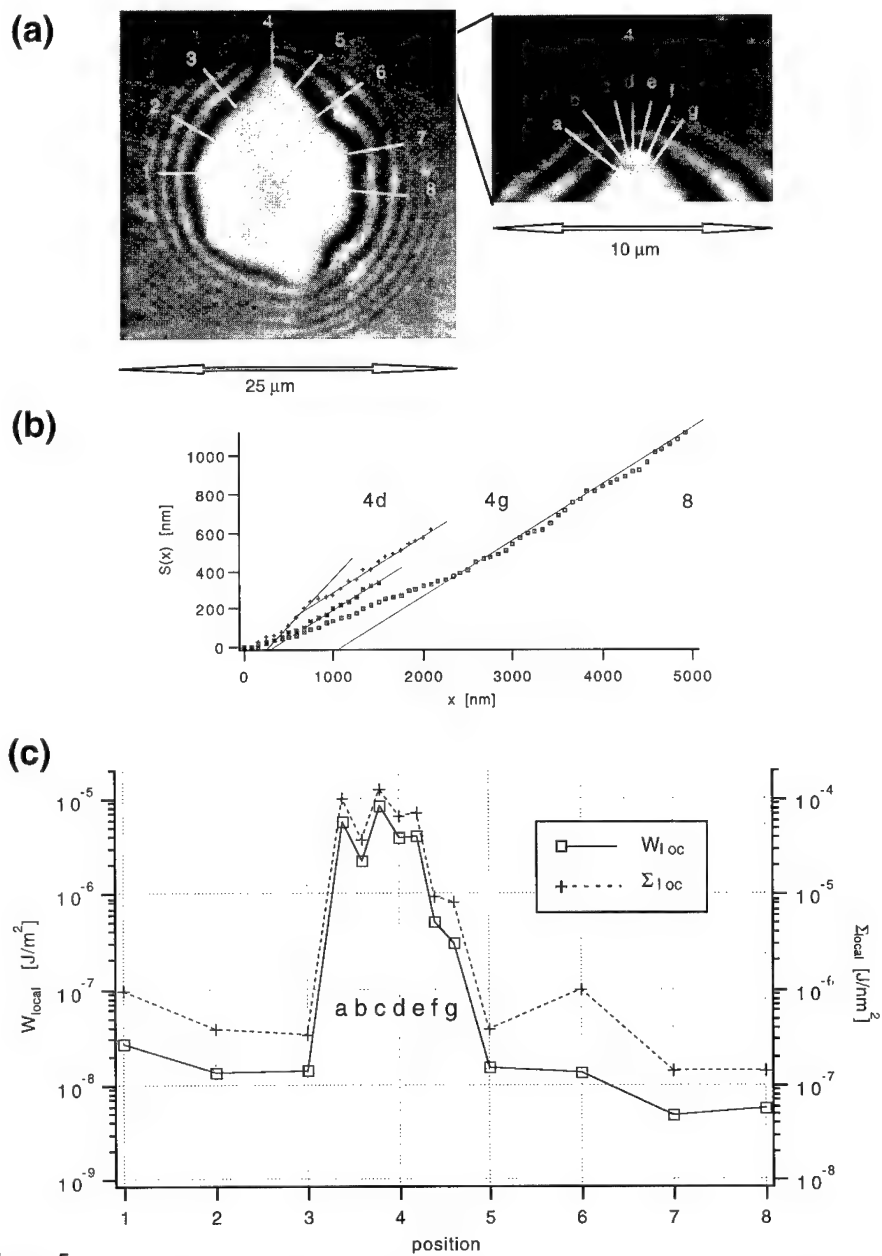 (a)
4
3
5
2
6
7
8
25 µm
4
a
b
c
d
e
f
g
10 µm
(b)
S(x) [nm]
1000
800
600
400
200
0
4d
4g
8
0
1000
2000
3000
4000
5000
x [nm]
(c)
W_local [J/m²]
10⁻⁵
10⁻⁶
10⁻⁷
10⁻⁸
10⁻⁹
W_loc
Σ_loc
abcdefg
10⁻⁴
10⁻⁵
10⁻⁶
10⁻⁷
10⁻⁸
Σ_local [J/nm²]
1
2
3
4
5
6
7
8
position